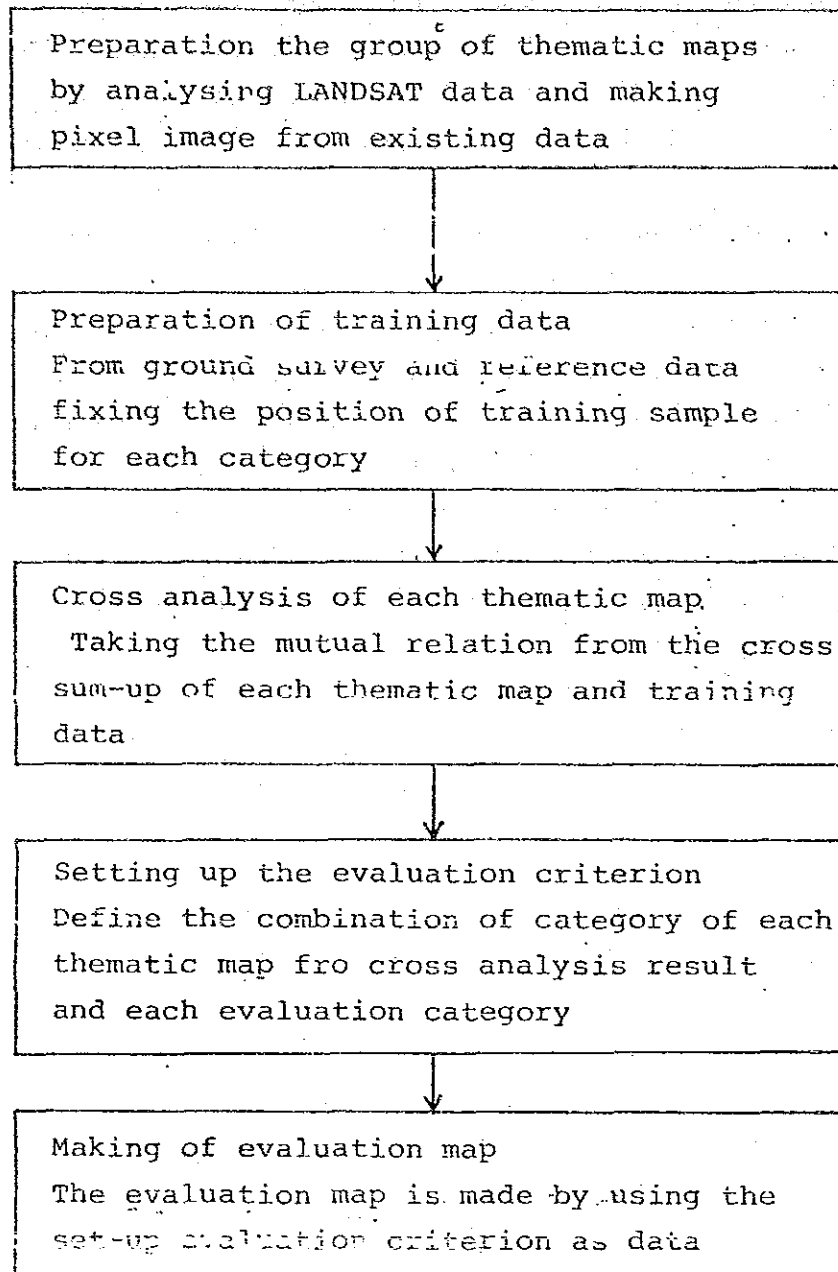 Preparation the group of thematic maps
by analysing LANDSAT data and making
pixel image from existing data
Preparation of training data
From ground survey and reference data
fixing the position of training sample
for each category
Cross analysis of each thematic map.
Taking the mutual relation from the cross
sum-up of each thematic map and training
data
Setting up the evaluation criterion
Define the combination of category of each
thematic map fro cross analysis result
and each evaluation category
Making of evaluation map
The evaluation map is made by using the
set-up evaluation criterion as data